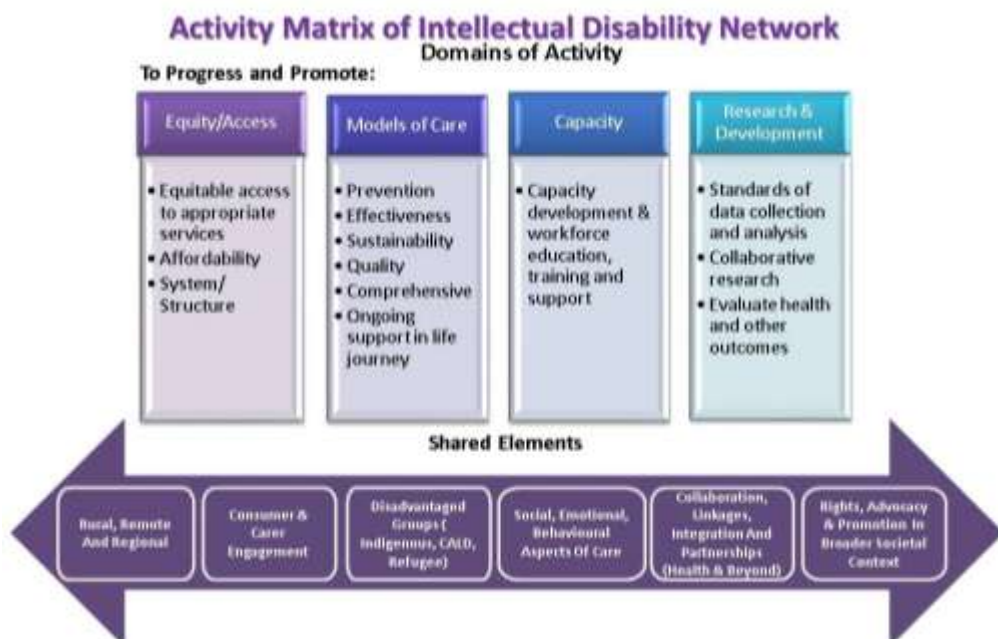 Activity Matrix of Intellectual Disability Network
Domains of Activity
To Progress and Promote:
Equity/Access
• Equitable access
to appropriate
services
• Affordability
• System/
Structure
Models of Care
• Prevention
• Effectiveness
• Sustainability
• Quality
• Comprehensive
• Ongoing
support in life
journey
Capacity
• Capacity
development &
workforce
education,
training and
support
Research &
Development
• Standards of
data collection
and analysis
• Collaborative
research
• Evaluate health
and other
outcomes
Shared Elements
Rural, Remote
And Regional
Consumer &
Carer
Engagement
Disadvantaged
Groups (
Indigenous, CALD,
Refugee)
Social, Emotional,
Behavioural
Aspects Of Care
Collaboration,
Linkages,
Integration And
Partnerships
(Health & Beyond)
Rights, Advocacy
& Promotion In
Broader Societal
Context